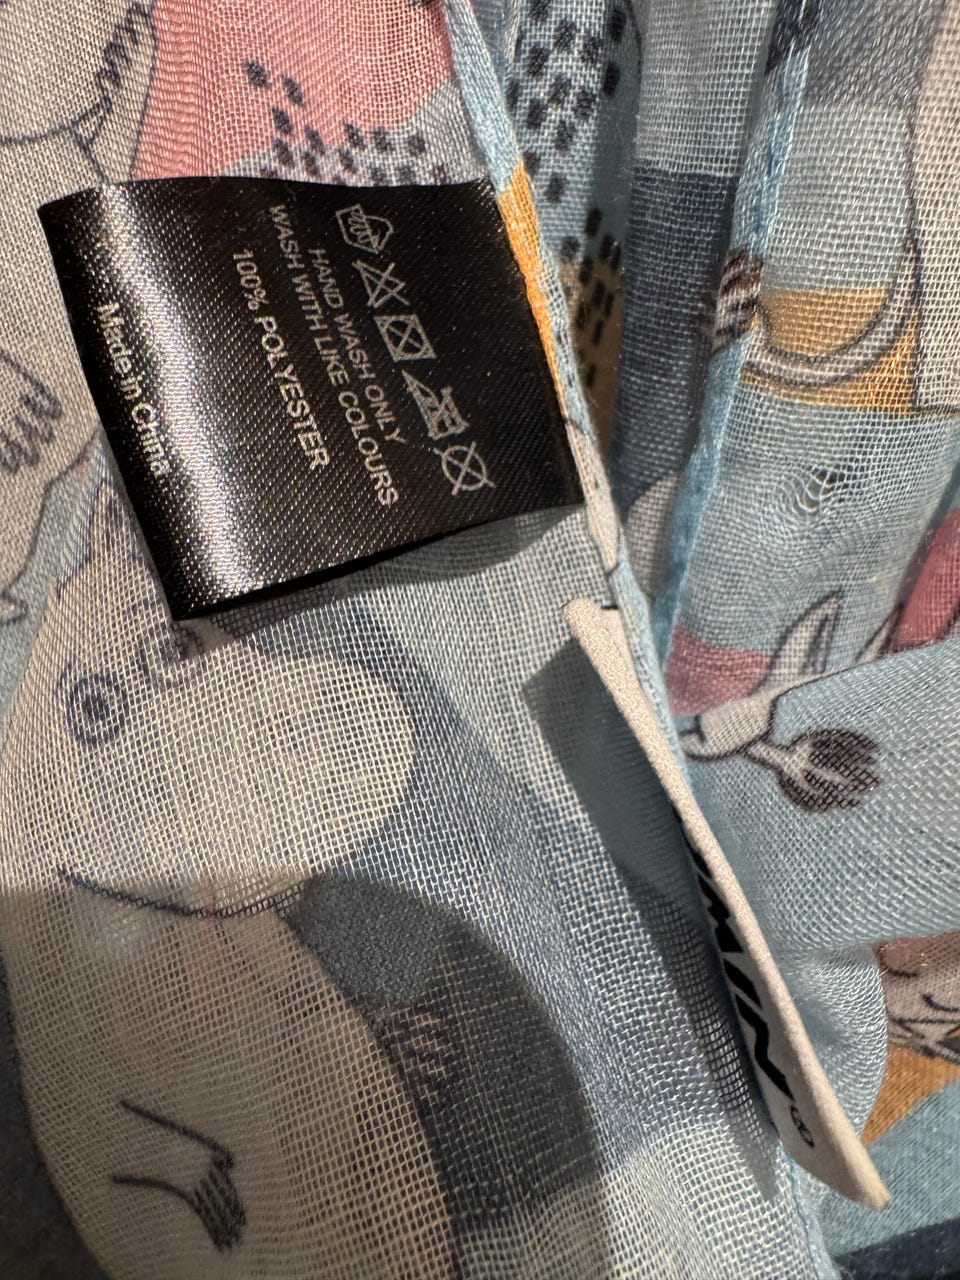 HAND WASH ONLY
WASH WITH LIKE COLOURS
100% POLYESTER
Made in China